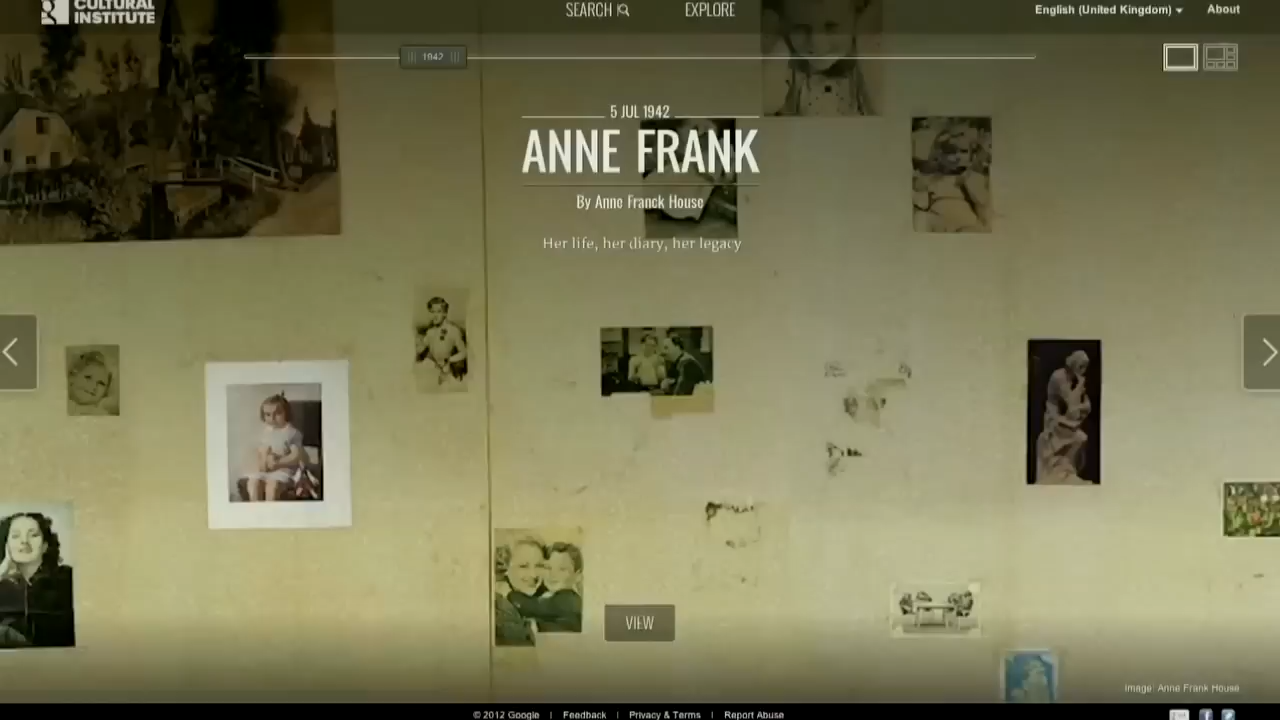 CULTURAL
INSTITUTE
SEARCH
EXPLORE
English (United Kingdom)
About
1942
5 JUL 1942
ANNE FRANK
By Anne Franck House
Her life, her diary, her legacy
VIEW
Image: Anne Frank House
© 2012 Google | Feedback | Privacy & Terms | Report Abuse